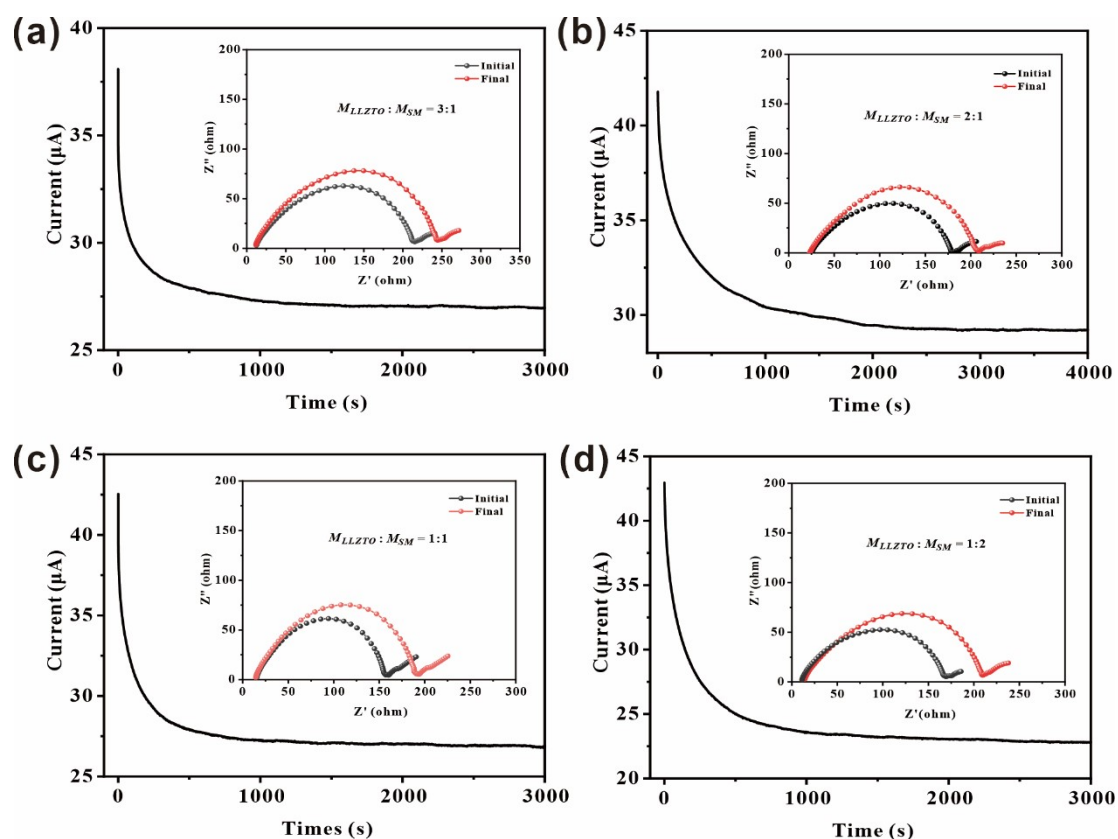 (a)
40
35
30
25
Current (μA)
0 1000 2000 3000
Time (s)
200
150
100
50
0
Z" (ohm)
0 50 100 150 200 250 300 350
Z' (ohm)
Initial
Final
M_LLZTO : M_SM = 3:1
(b)
45
40
35
30
Current (μA)
0 1000 2000 3000 4000
Time (s)
200
150
100
50
0
Z" (ohm)
0 50 100 150 200 250 300
Z' (ohm)
Initial
Final
M_LLZTO : M_SM = 2:1
(c)
45
40
35
30
25
Current (μA)
0 1000 2000 3000
Times (s)
200
150
100
50
0
Z" (ohm)
0 50 100 150 200 250 300
Z' (ohm)
Initial
Final
M_LLZTO : M_SM = 1:1
(d)
45
40
35
30
25
20
Current (μA)
0 1000 2000 3000
Time (s)
200
150
100
50
0
Z" (ohm)
0 50 100 150 200 250 300
Z' (ohm)
Initial
Final
M_LLZTO : M_SM = 1:2